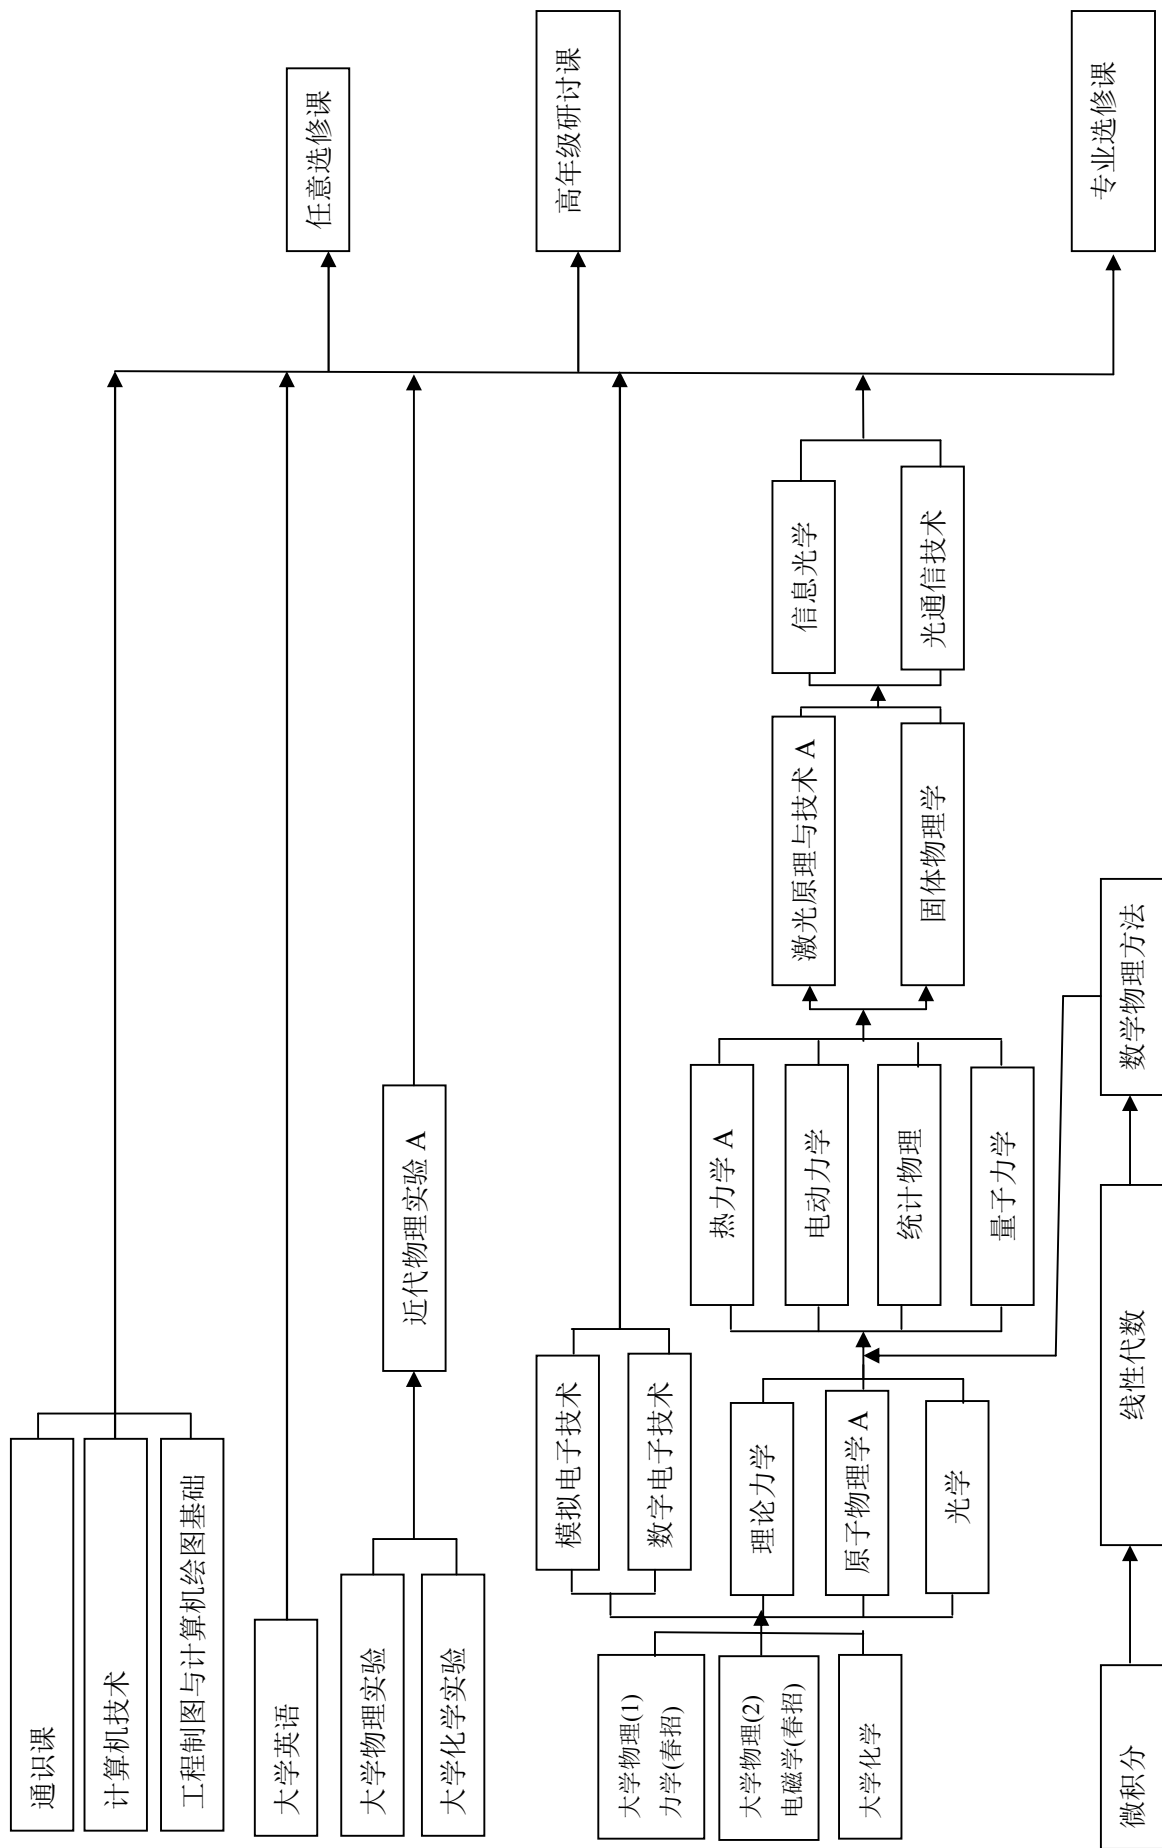 通识课
计算机技术
工程制图与计算机绘图基础
大学英语
大学物理实验
大学化学实验
近代物理实验 A
大学物理(1)
力学(春招)
大学物理(2)
电磁学(春招)
大学化学
模拟电子技术
数字电子技术
理论力学
原子物理学 A
光学
热力学 A
电动力学
统计物理
量子力学
激光原理与技术 A
固体物理学
信息光学
光通信技术
微积分
线性代数
数学物理方法
任意选修课
高年级研讨课
专业选修课